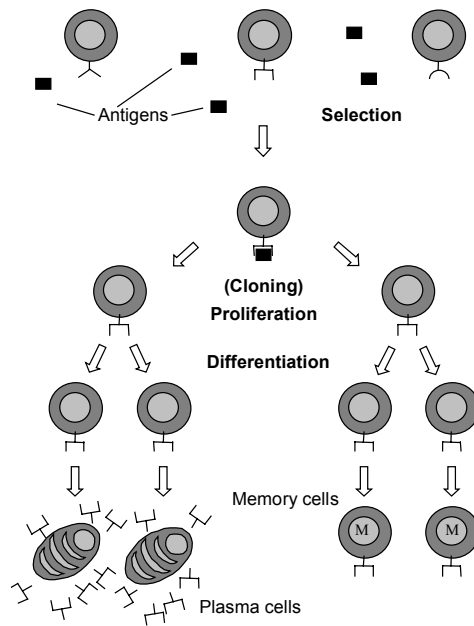 Antigens
Selection
(Cloning)
Proliferation
Differentiation
Memory cells
M
M
Plasma cells